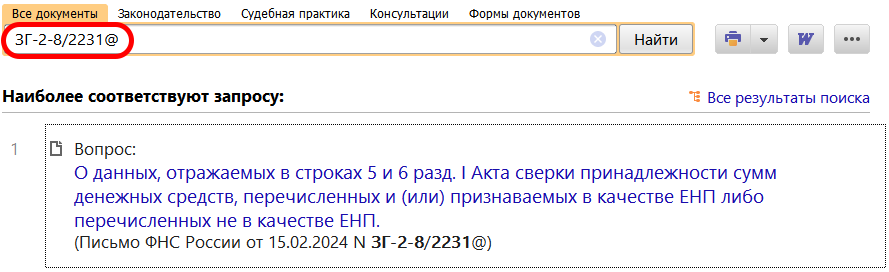 Все документы Законодательство Судебная практика Консультации Формы документов
ЗГ-2-8/2231@ Найти W
Наиболее соответствуют запросу: Все результаты поиска
1 Вопрос:
О данных, отражаемых в строках 5 и 6 разд. I Акта сверки принадлежности сумм
денежных средств, перечисленных и (или) признаваемых в качестве ЕНП либо
перечисленных не в качестве ЕНП.
(Письмо ФНС России от 15.02.2024 N ЗГ-2-8/2231@)